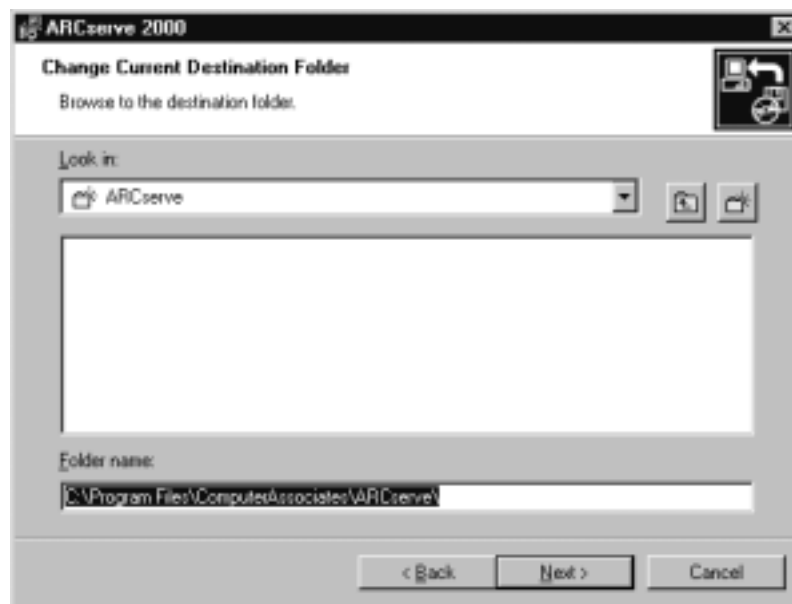 ARCserve 2000
Change Current Destination Folder
Browse to the destination folder.
Look in:
ARCserve
Folder name:
C:\Program Files\ComputerAssociates\ARCserve\
< Back Next > Cancel